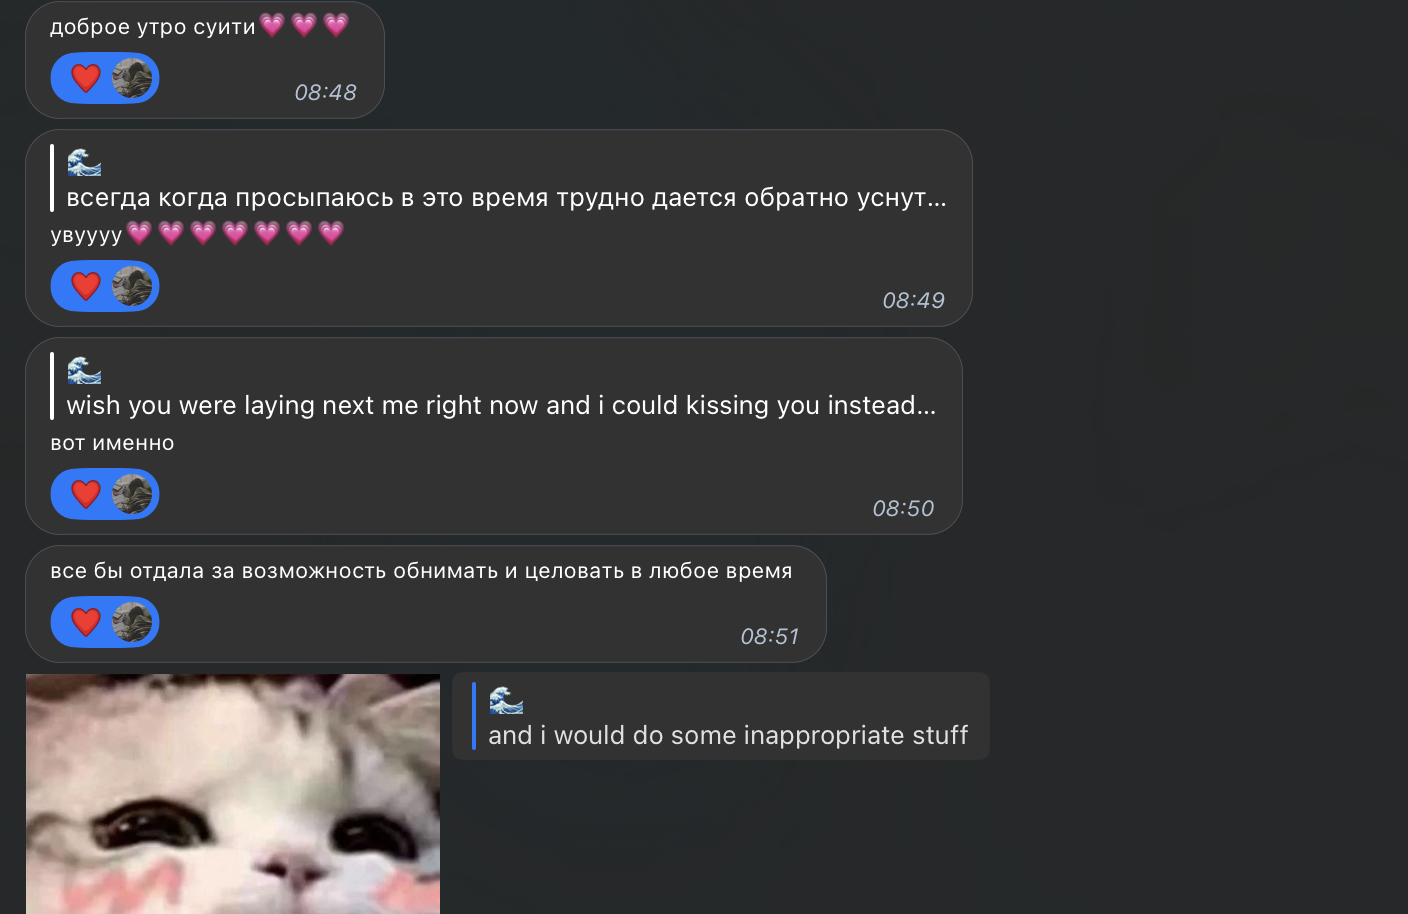 доброе утро суити💗💗💗
08:48
🌊
всегда когда просыпаюсь в это время трудно дается обратно уснут...
увуууу💗💗💗💗💗💗💗
08:49
🌊
wish you were laying next me right now and i could kissing you instead...
вот именно
08:50
все бы отдала за возможность обнимать и целовать в любое время
08:51
🌊
and i would do some inappropriate stuff